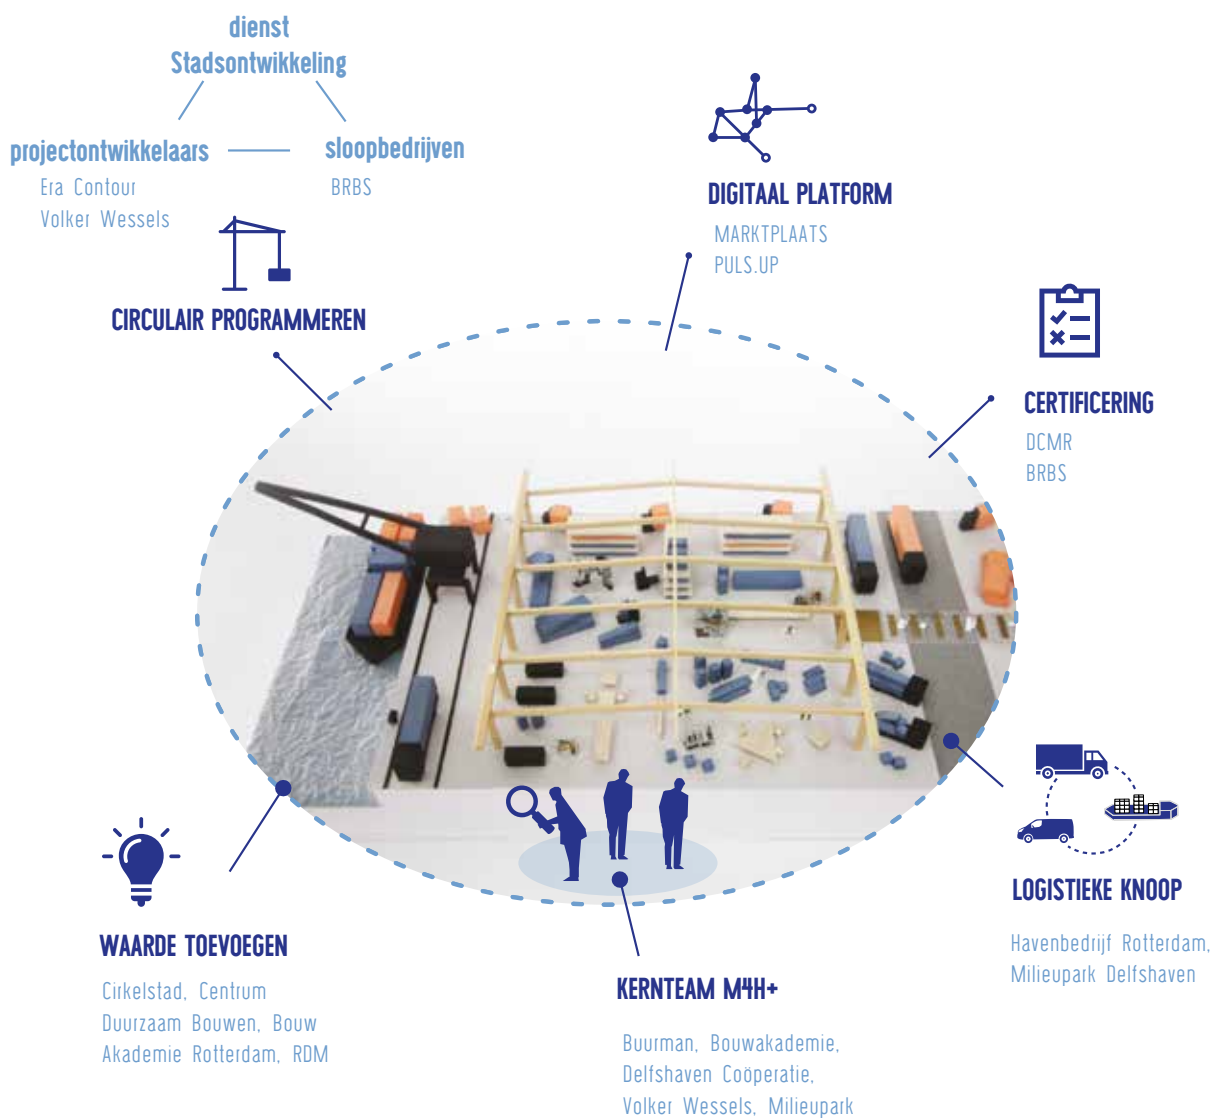 dienst
Stadsontwikkeling
projectontwikkelaars
sloopbedrijven
Era Contour
Volker Wessels
BRBS
CIRCULAIR PROGRAMMEREN
DIGITAAL PLATFORM
MARKTPLAATS
PULS.UP
CERTIFICERING
DCMR
BRBS
LOGISTIEKE KNOOP
Havenbedrijf Rotterdam,
Milieupark Delfshaven
WAARDE TOEVOEGEN
Cirkelstad, Centrum
Duurzaam Bouwen, Bouw
Akademie Rotterdam, RDM
KERNTEAM M4H+
Buurman, Bouwakademie,
Delfshaven Coöperatie,
Volker Wessels, Milieupark